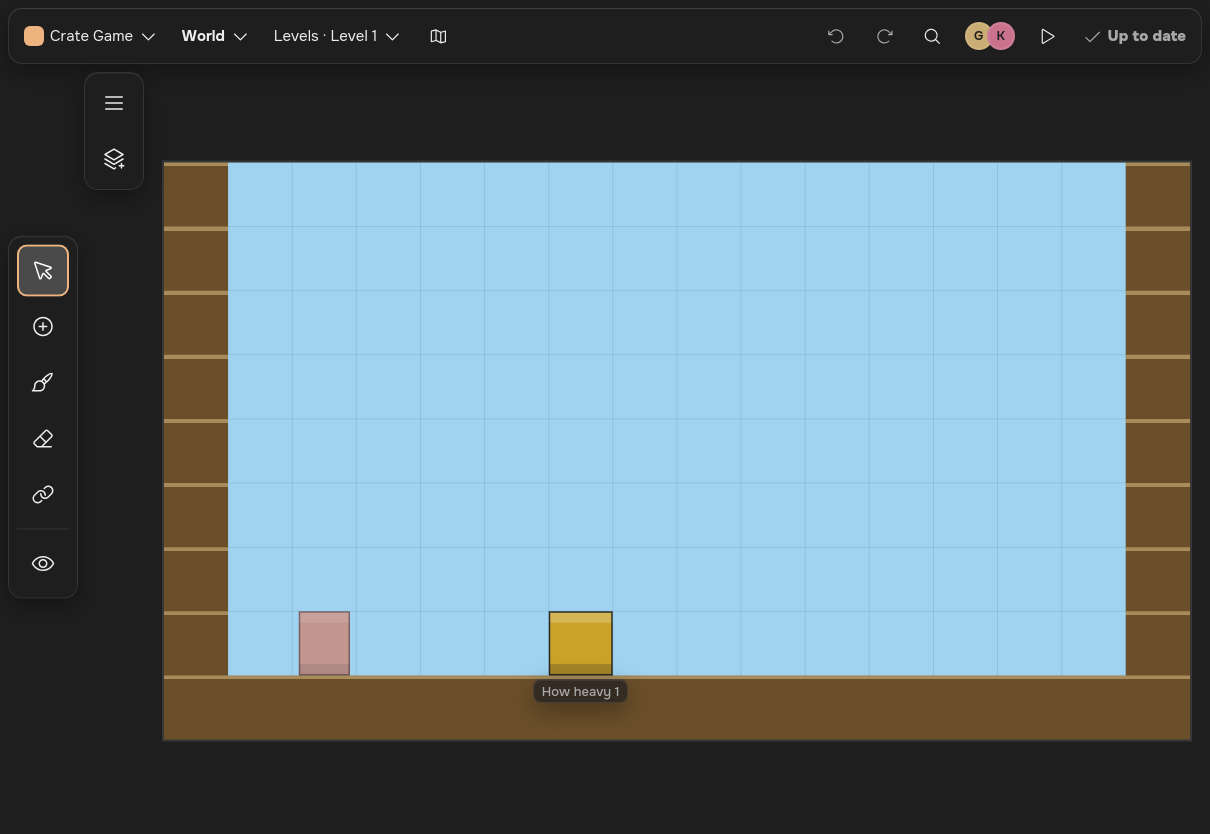 Crate Game
World
Levels · Level 1
G
K
Up to date
How heavy 1